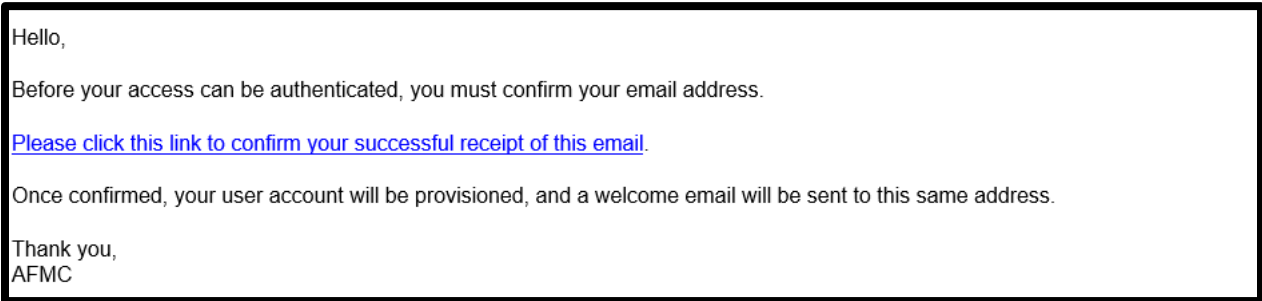 Hello,
Before your access can be authenticated, you must confirm your email address.
Please click this link to confirm your successful receipt of this email.
Once confirmed, your user account will be provisioned, and a welcome email will be sent to this same address.
Thank you,
AFMC